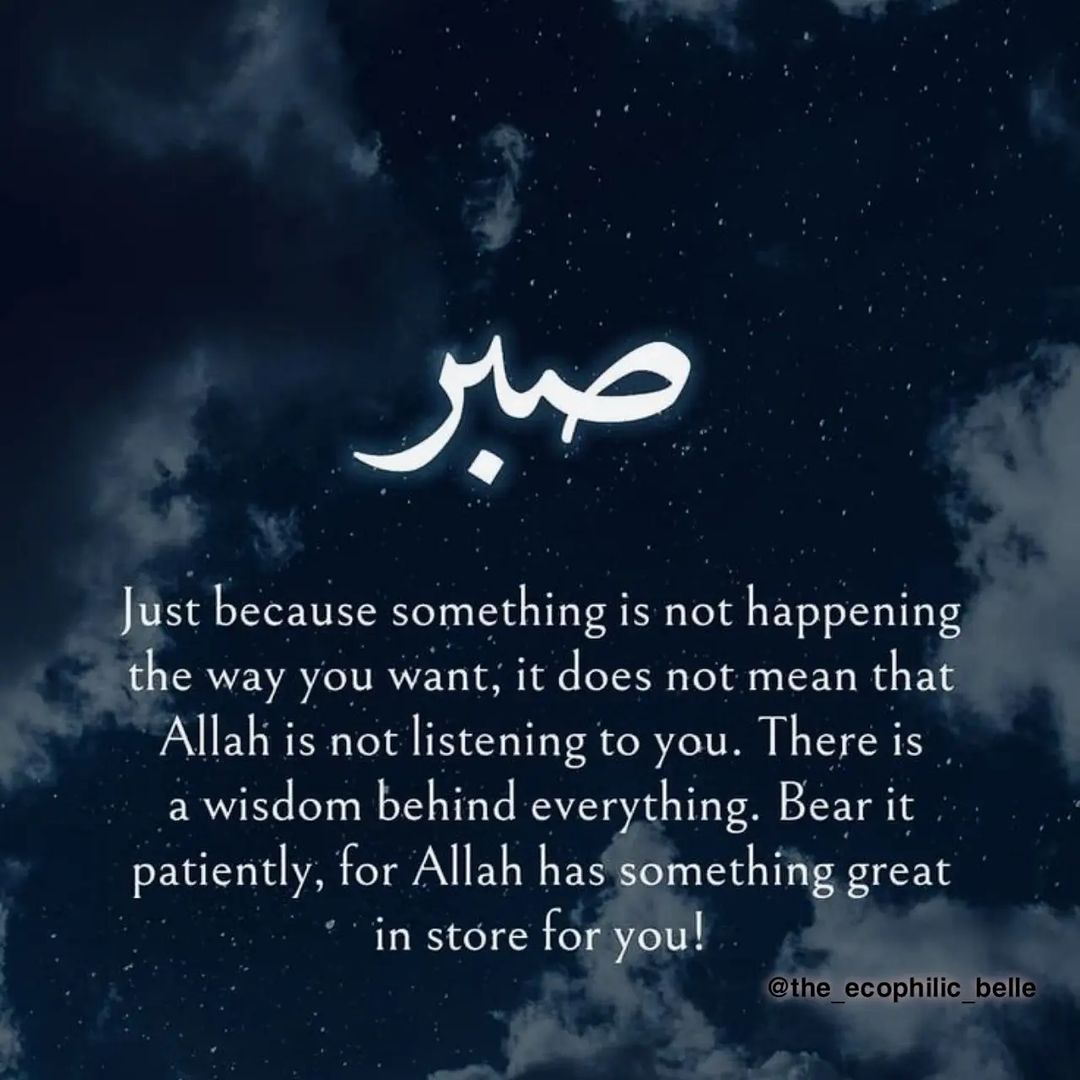 صبر
Just because something is not happening
the way you want, it does not mean that
Allah is not listening to you. There is
a wisdom behind everything. Bear it
patiently, for Allah has something great
in store for you!
@the_ecophilic_belle